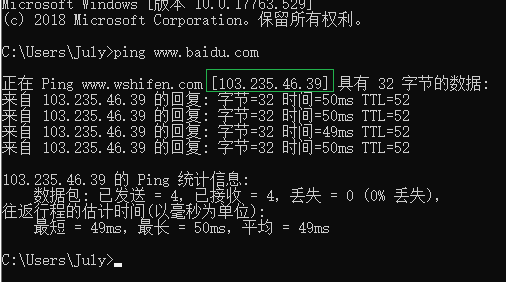 Microsoft Windows [版本 10.0.17763.529]
(c) 2018 Microsoft Corporation。保留所有权利。
C:\Users\July>ping www.baidu.com
正在 Ping www.wshifen.com [103.235.46.39] 具有 32 字节的数据:
来自 103.235.46.39 的回复: 字节=32 时间=50ms TTL=52
来自 103.235.46.39 的回复: 字节=32 时间=50ms TTL=52
来自 103.235.46.39 的回复: 字节=32 时间=49ms TTL=52
来自 103.235.46.39 的回复: 字节=32 时间=50ms TTL=52
103.235.46.39 的 Ping 统计信息:
数据包: 已发送 = 4，已接收 = 4，丢失 = 0 (0% 丢失)，
往返行程的估计时间(以毫秒为单位):
最短 = 49ms，最长 = 50ms，平均 = 49ms
C:\Users\July>